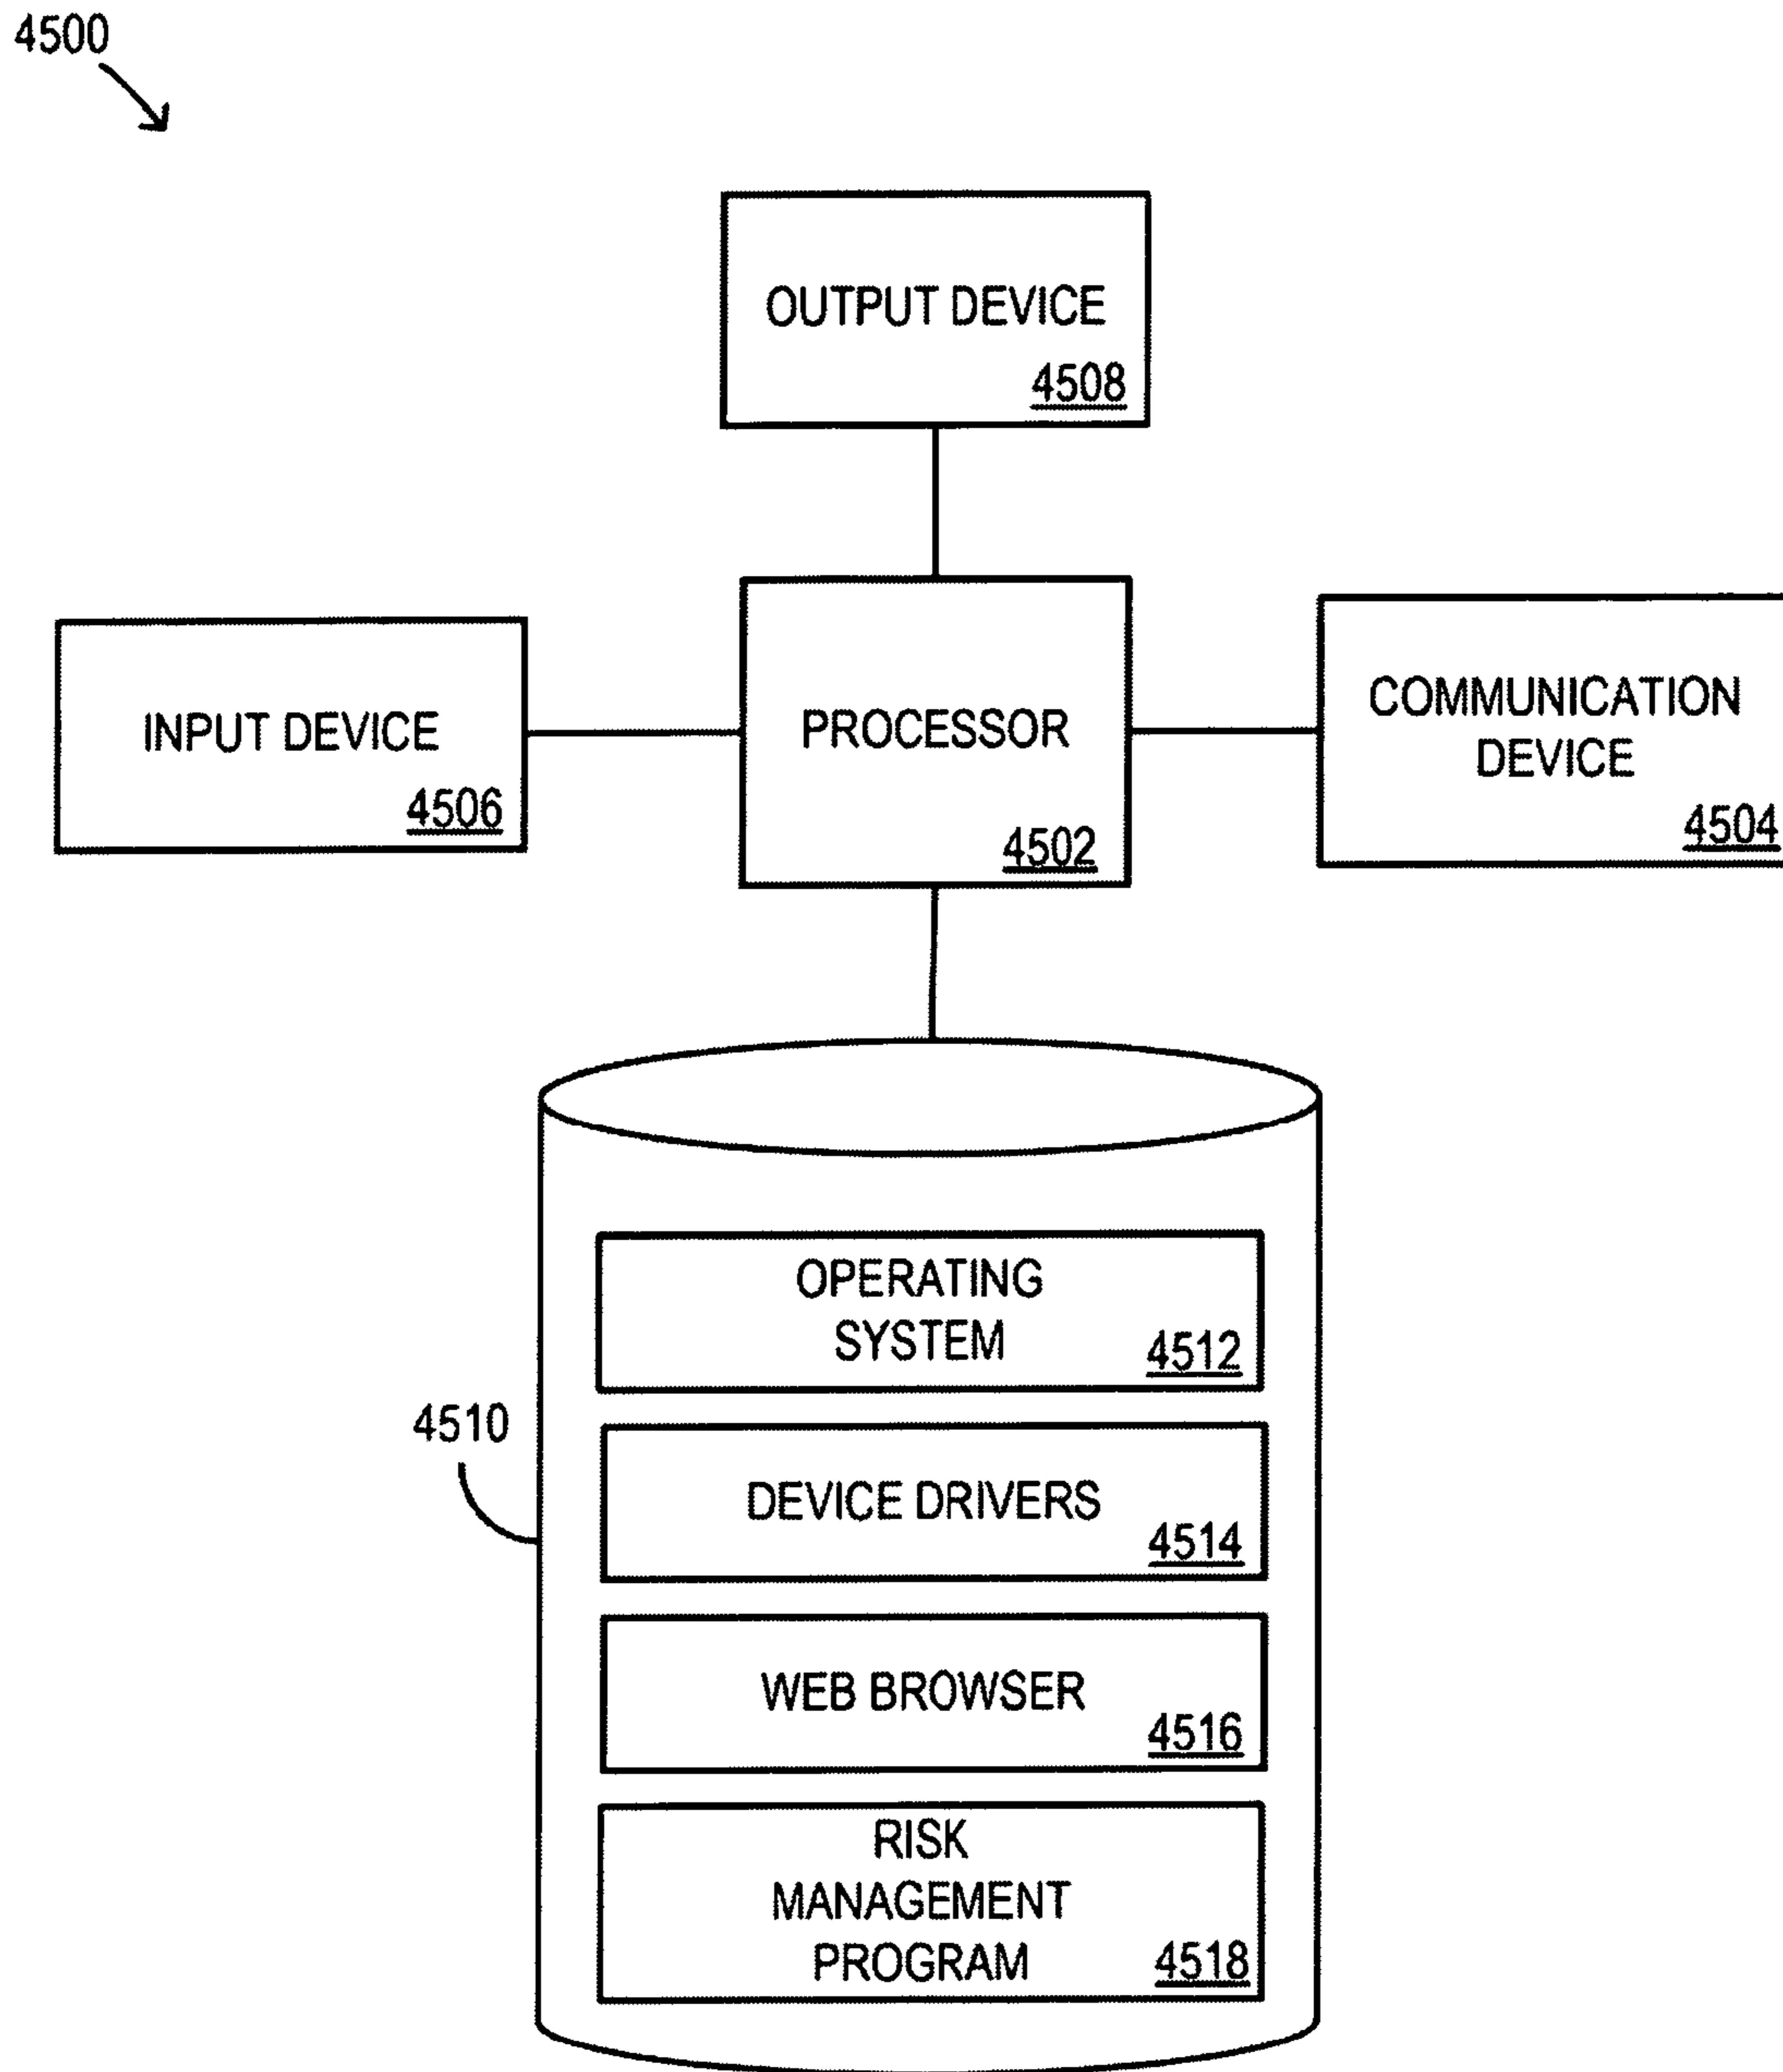 4500
OUTPUT DEVICE
4508
INPUT DEVICE
4506
PROCESSOR
4502
COMMUNICATION
DEVICE
4504
OPERATING
SYSTEM
4512
4510
DEVICE DRIVERS
4514
WEB BROWSER
4516
RISK
MANAGEMENT
PROGRAM
4518